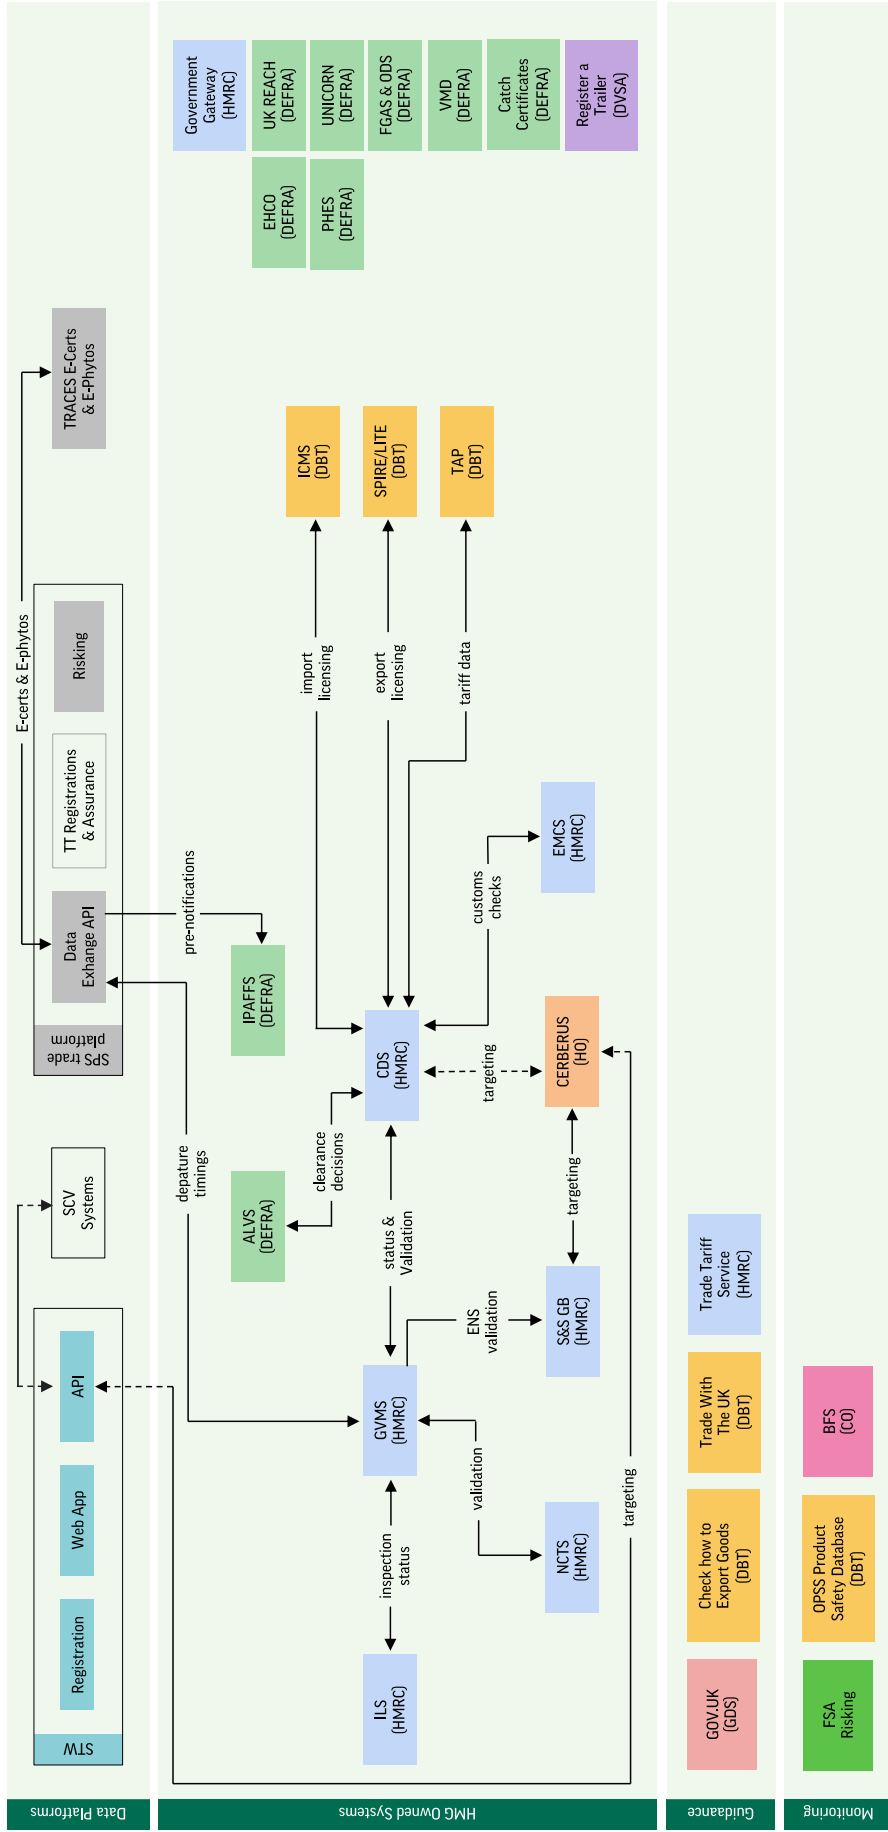 Data Platforms
STW
Registration
Web App
API
SCV
Systems
SPS trade
platform
Data
Exhange API
TT Registrations
& Assurance
Risking
E-certs & E-phytos
TRACES E-Certs
& E-Phytos
HMG Owned Systems
depature
timings
pre-notifications
ALVS
(DEFRA)
IPAFFS
(DEFRA)
clearance
decisions
import
licensing
ICMS
(DBT)
ILS
(HMRC)
inspection
status
GVMS
(HMRC)
status &
Validation
CDS
(HMRC)
export
licensing
SPIRE/LITE
(DBT)
tariff data
TAP
(DBT)
validation
ENS
validation
targeting
targeting
customs
checks
NCTS
(HMRC)
S&S GB
(HMRC)
CERBERUS
(HO)
EMCS
(HMRC)
targeting
EHCO
(DEFRA)
PHES
(DEFRA)
Government
Gateway
(HMRC)
UK REACH
(DEFRA)
UNICORN
(DEFRA)
FGAS & ODS
(DEFRA)
VMD
(DEFRA)
Catch
Certificates
(DEFRA)
Register a
Trailer
(DVSA)
Guidaance
GOV.UK
(GDS)
Check how to
Export Goods
(DBT)
Trade With
The UK
(DBT)
Trade Tariff
Service
(HMRC)
Monitoring
FSA
Risking
OPSS Product
Safety Database
(DBT)
BFS
(CO)